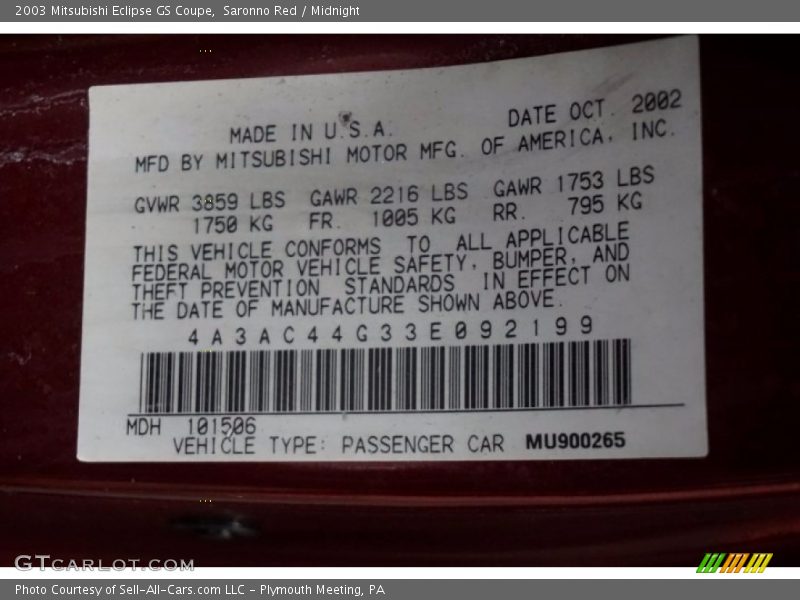 2003 Mitsubishi Eclipse GS Coupe,  Saronno Red / Midnight
MADE IN U.S.A. DATE OCT. 2002
MFD BY MITSUBISHI MOTOR MFG. OF AMERICA, INC.
GVWR 3859 LBS GAWR 2216 LBS GAWR 1753 LBS
1750 KG FR. 1005 KG RR. 795 KG
THIS VEHICLE CONFORMS TO ALL APPLICABLE
FEDERAL MOTOR VEHICLE SAFETY, BUMPER, AND
THEFT PREVENTION STANDARDS IN EFFECT ON
THE DATE OF MANUFACTURE SHOWN ABOVE.
4A3AC44G33E092199
MDH 101506
VEHICLE TYPE: PASSENGER CAR MU900265
GTCARLOT.COM
Photo Courtesy of Sell-All-Cars.com LLC - Plymouth Meeting, PA